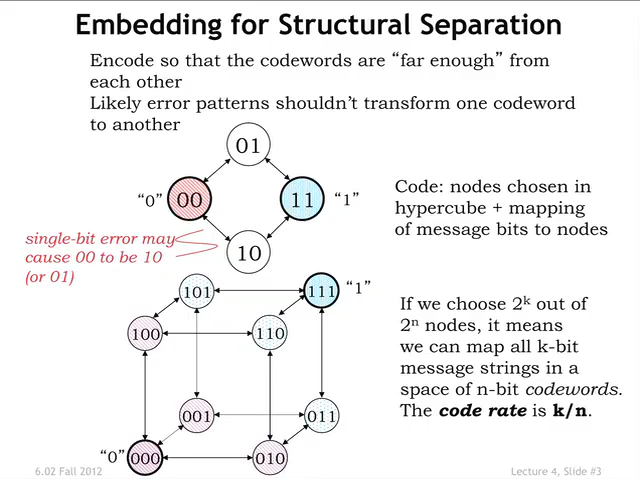 Embedding for Structural Separation
Encode so that the codewords are “far enough” from
each other
Likely error patterns shouldn’t transform one codeword
to another
01
“0” 00 11 “1”
10
Code: nodes chosen in
hypercube + mapping
of message bits to nodes
single-bit error may
cause 00 to be 10
(or 01)
101 111 “1”
100 110
001 011
“0” 000 010
If we choose 2ᵏ out of
2ⁿ nodes, it means
we can map all k-bit
message strings in a
space of n-bit codewords.
The code rate is k/n.
6.02 Fall 2012
Lecture 4, Slide #3